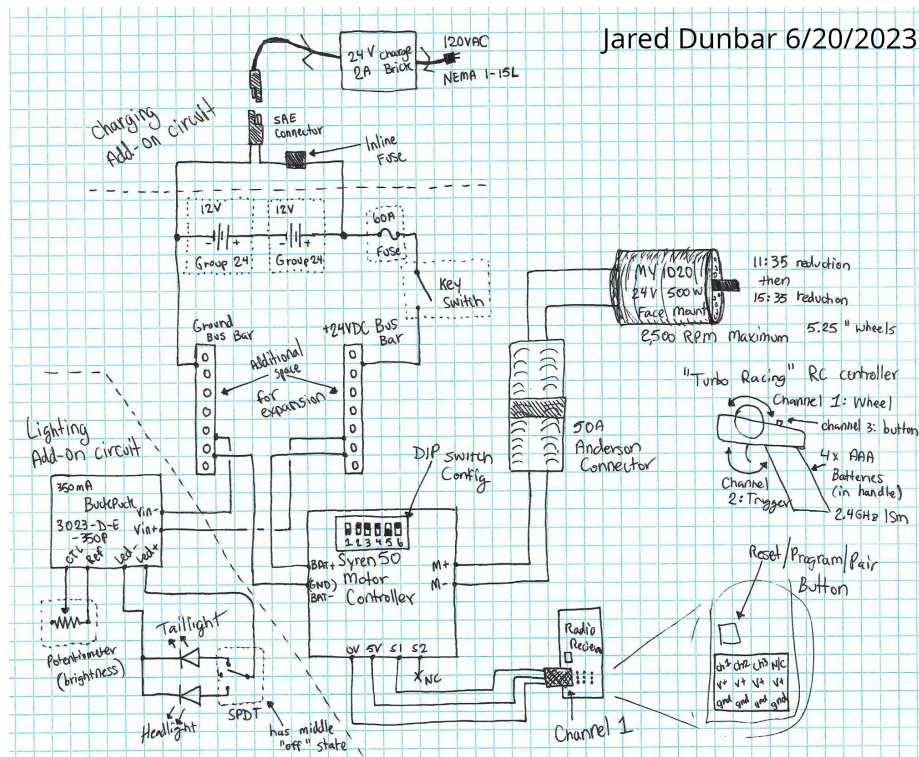 Jared Dunbar 6/20/2023
24V charge
2A Brick
120VAC
NEMA 1-15L
Charging
Add-on circuit
SAE
Connector
Inline
Fuse
12V
12V
- +
- +
Group 24
Group 24
60A
Fuse
Key
Switch
MY 1020
24V 500W
Face Mount
11:35 reduction
then
15:35 reduction
5.25" wheels
2,500 RPM Maximum
Ground
Bus Bar
+24VDC Bus
Bar
Additional
space
for
expansion
"Turbo Racing" RC controller
Channel 1: Wheel
channel 3: button
4x AAA
Batteries
(in handle)
2.4GHz ISm
Channel
2: Trigger
50A
Anderson
Connector
Lighting
Add-On circuit
350mA
BuckPuck
3023-D-E
-350P
Vin-
Vin+
CTL
Ref
Led-
Led+
DIP Switch
Config
1 2 3 4 5 6
BAT+
(GND)
BAT-
Syren 50
Motor
Controller
M+
M-
0V 5V S1 S2
NC
Potentiometer
(brightness)
Taillight
Headlight
SPDT
has middle
"off" state
Radio
Reciever
Channel 1
Reset/Program/Pair
Button
ch1 ch2 ch3 N/C
V+ V+ V+ V+
gnd gnd gnd gnd